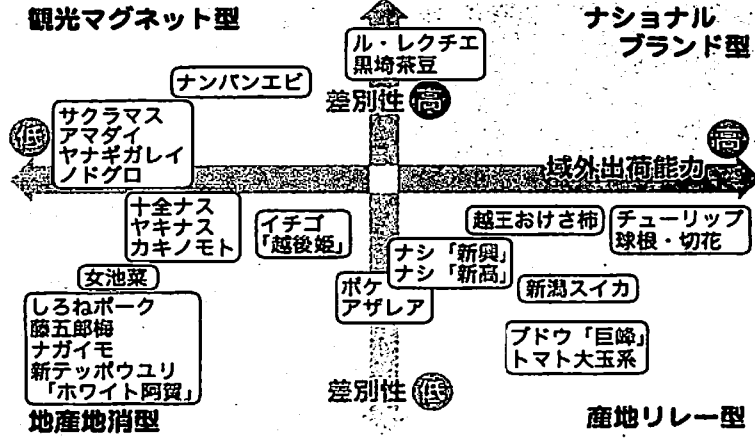 観光マグネット型
ナショナル
ブランド型
ル・レクチエ
黒埼茶豆
ナンバンエビ
差別性 高
サクラマス
アマダイ
ヤナギガレイ
ノドグロ
低
高
域外出荷能力
十全ナス
ヤキナス
カキノモト
イチゴ
「越後姫」
越王おけさ柿
チューリップ
球根・切花
ナシ「新興」
ナシ「新高」
女池菜
ボケ
アザレア
新潟スイカ
しろねポーク
藤五郎梅
ナガイモ
新テッポウユリ
「ホワイト阿賀」
ブドウ「巨峰」
トマト大玉系
差別性 低
地産地消型
産地リレー型